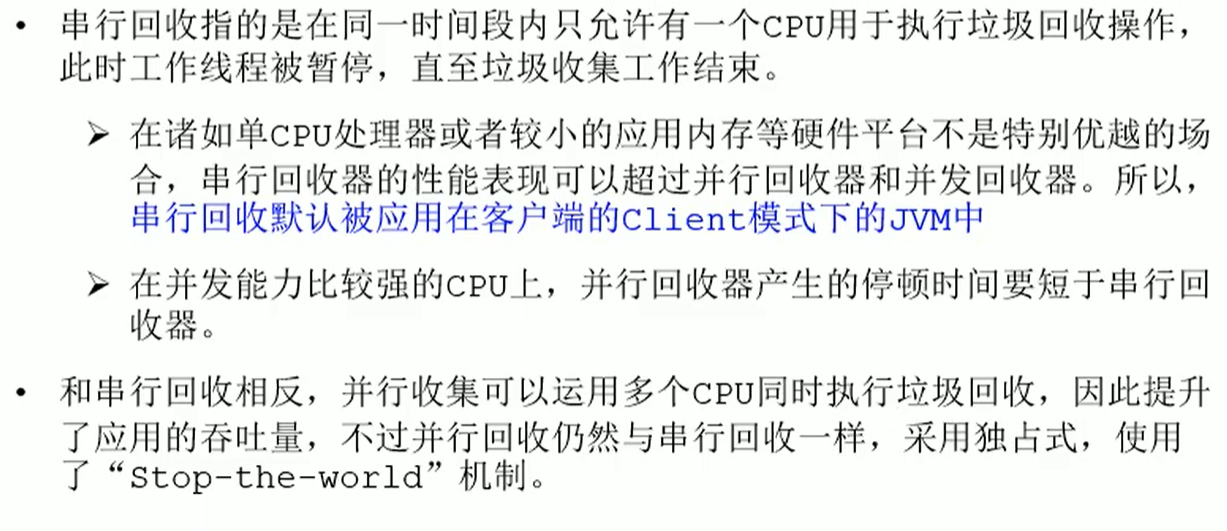 • 串行回收指的是在同一时间段内只允许有一个CPU用于执行垃圾回收操作，
此时工作线程被暂停，直至垃圾收集工作结束。
➢ 在诸如单CPU处理器或者较小的应用内存等硬件平台不是特别优越的场
合，串行回收器的性能表现可以超过并行回收器和并发回收器。所以，
串行回收默认被应用在客户端的Client模式下的JVM中
➢ 在并发能力比较强的CPU上，并行回收器产生的停顿时间要短于串行回
收器。
• 和串行回收相反，并行收集可以运用多个CPU同时执行垃圾回收，因此提升
了应用的吞吐量，不过并行回收仍然与串行回收一样，采用独占式，使用
了“Stop-the-world”机制。